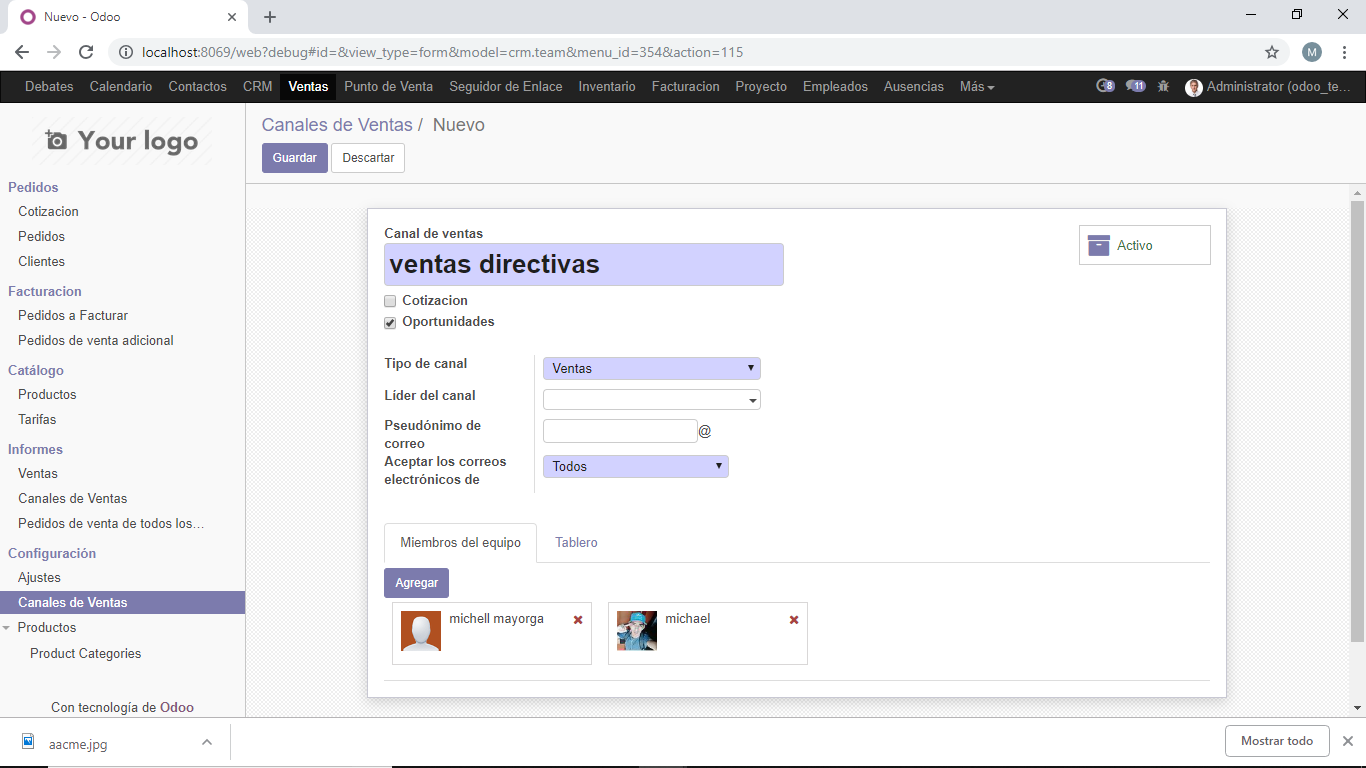 Nuevo - Odoo
localhost:8069/web?debug#id=&view_type=form&model=crm.team&menu_id=354&action=115
M
Debates Calendario Contactos CRM Ventas Punto de Venta Seguidor de Enlace Inventario Facturacion Proyecto Empleados Ausencias Más 8 11 Administrator (odoo_te...
Your logo
Pedidos
Cotizacion
Pedidos
Clientes
Facturacion
Pedidos a Facturar
Pedidos de venta adicional
Catálogo
Productos
Tarifas
Informes
Ventas
Canales de Ventas
Pedidos de venta de todos los...
Configuración
Ajustes
Canales de Ventas
Productos
Product Categories
Con tecnología de Odoo
Canales de Ventas / Nuevo
Guardar Descartar
Canal de ventas
ventas directivas
Activo
Cotizacion
Oportunidades
Tipo de canal Ventas
Líder del canal
Pseudónimo de
correo @
Aceptar los correos
electrónicos de Todos
Miembros del equipo Tablero
Agregar
michell mayorga michael
aacme.jpg Mostrar todo